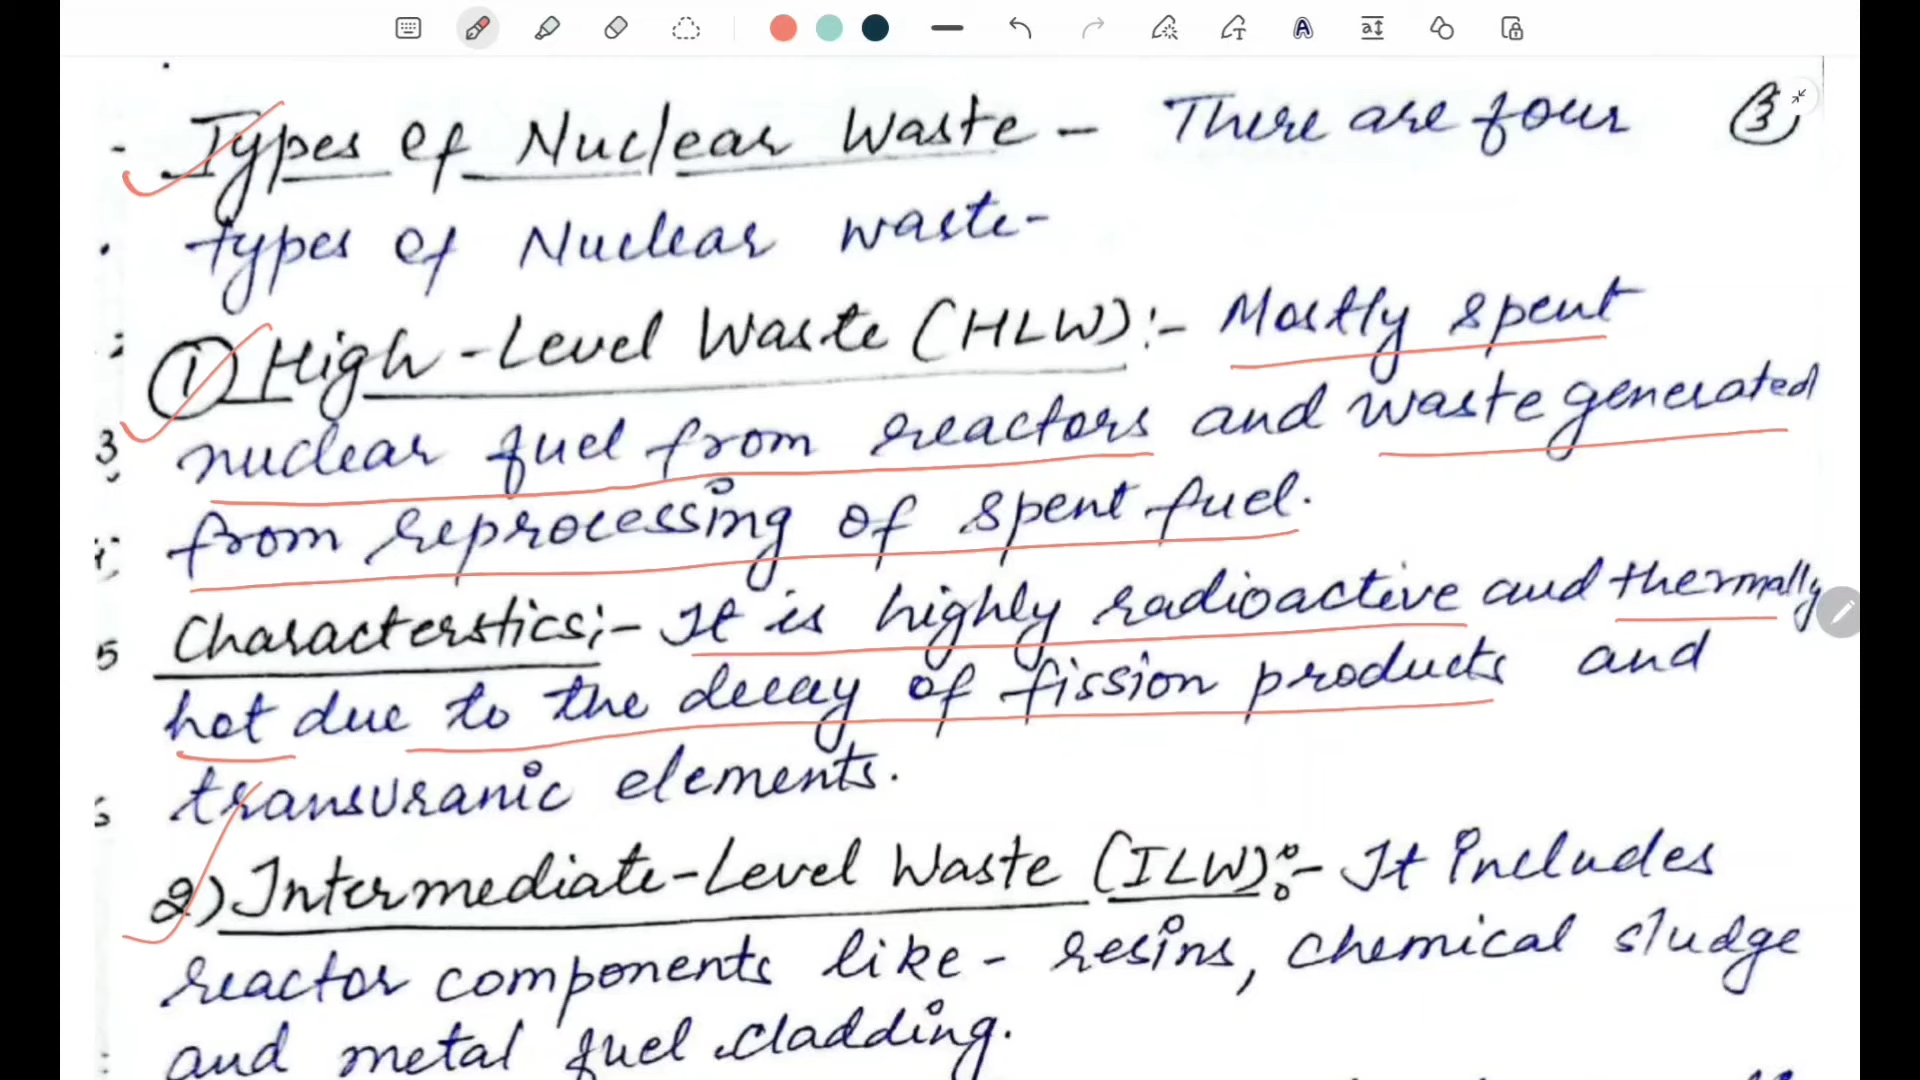 Types of Nuclear Waste - There are four (3)
types of Nuclear waste-
(1) High-Level Waste (HLW):- Mostly spent
nuclear fuel from reactors and waste generated
from reprocessing of spent fuel.
Characterstics:- It is highly radioactive and thermally
hot due to the decay of fission products and
transuranic elements.
2) Intermediate-Level Waste (ILW):- It includes
reactor components like - resins, chemical sludge
and metal fuel cladding.